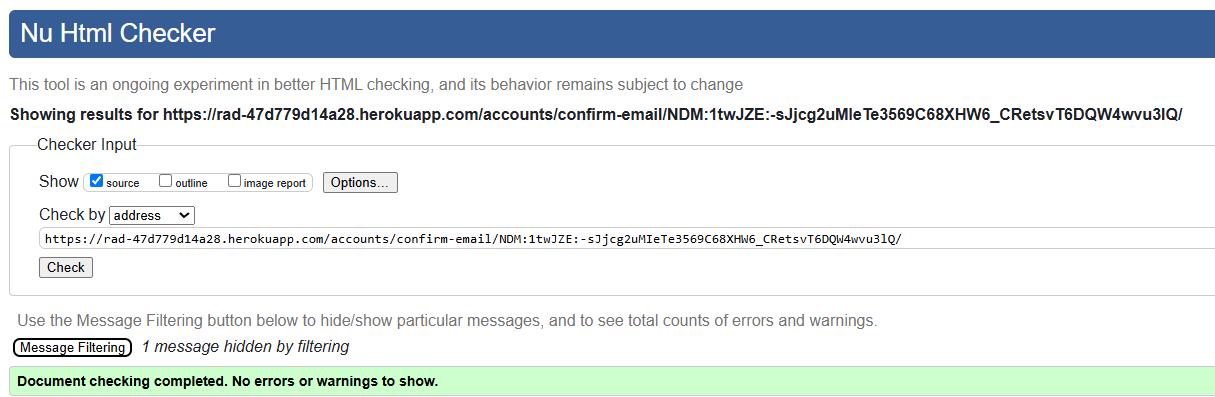 Nu Html Checker
This tool is an ongoing experiment in better HTML checking, and its behavior remains subject to change
Showing results for https://rad-47d779d14a28.herokuapp.com/accounts/confirm-email/NDM:1twJZE:-sJjcg2uMIeTe3569C68XHW6_CRetsvT6DQW4wvu3lQ/
Checker Input
Show source outline image report Options...
Check by address
https://rad-47d779d14a28.herokuapp.com/accounts/confirm-email/NDM:1twJZE:-sJjcg2uMIeTe3569C68XHW6_CRetsvT6DQW4wvu3lQ/
Check
Use the Message Filtering button below to hide/show particular messages, and to see total counts of errors and warnings.
Message Filtering 1 message hidden by filtering
Document checking completed. No errors or warnings to show.